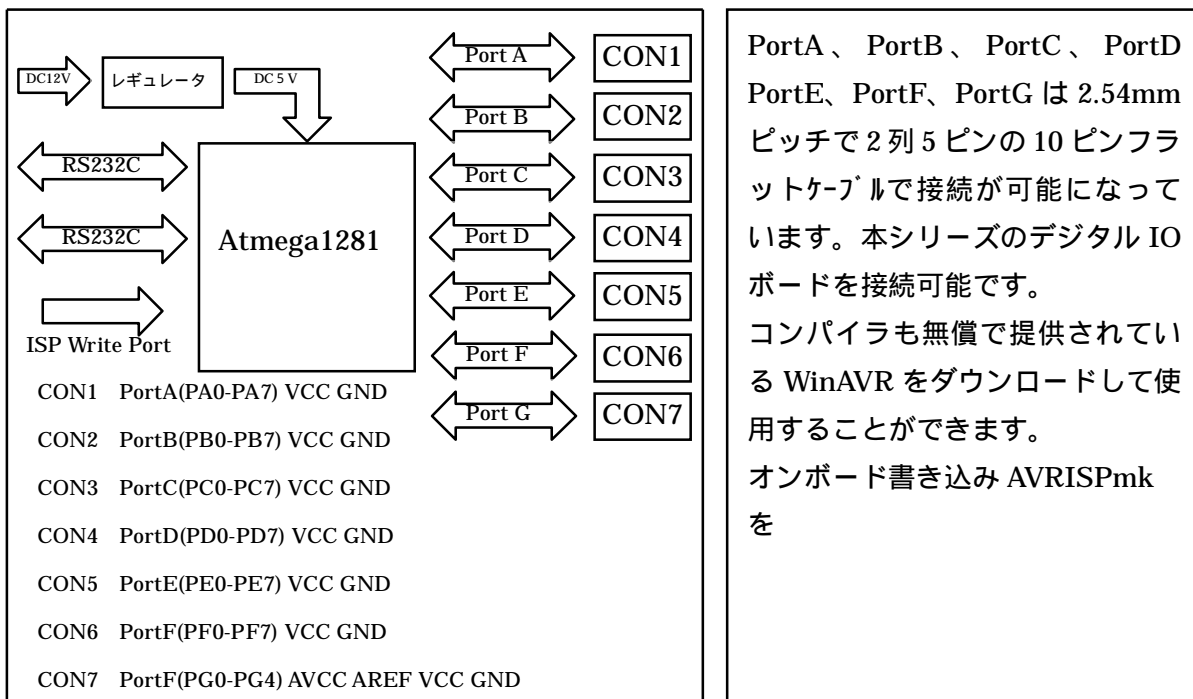 DC12V
レギュレータ
DC 5 V
RS232C
RS232C
Atmega1281
ISP Write Port
Port A
CON1
Port B
CON2
Port C
CON3
Port D
CON4
Port E
CON5
Port F
CON6
Port G
CON7
CON1 PortA(PA0-PA7) VCC GND
CON2 PortB(PB0-PB7) VCC GND
CON3 PortC(PC0-PC7) VCC GND
CON4 PortD(PD0-PD7) VCC GND
CON5 PortE(PE0-PE7) VCC GND
CON6 PortF(PF0-PF7) VCC GND
CON7 PortF(PG0-PG4) AVCC AREF VCC GND
PortA、PortB、PortC、PortD
PortE、PortF、PortG は 2.54mm
ピッチで 2 列 5 ピンの 10 ピンフラ
ットｹｰﾌﾞﾙで接続が可能になって
います。本シリーズのデジタル IO
ボードを接続可能です。
コンパイラも無償で提供されてい
る WinAVR をダウンロードして使
用することができます。
オンボード書き込み AVRISPmk
を